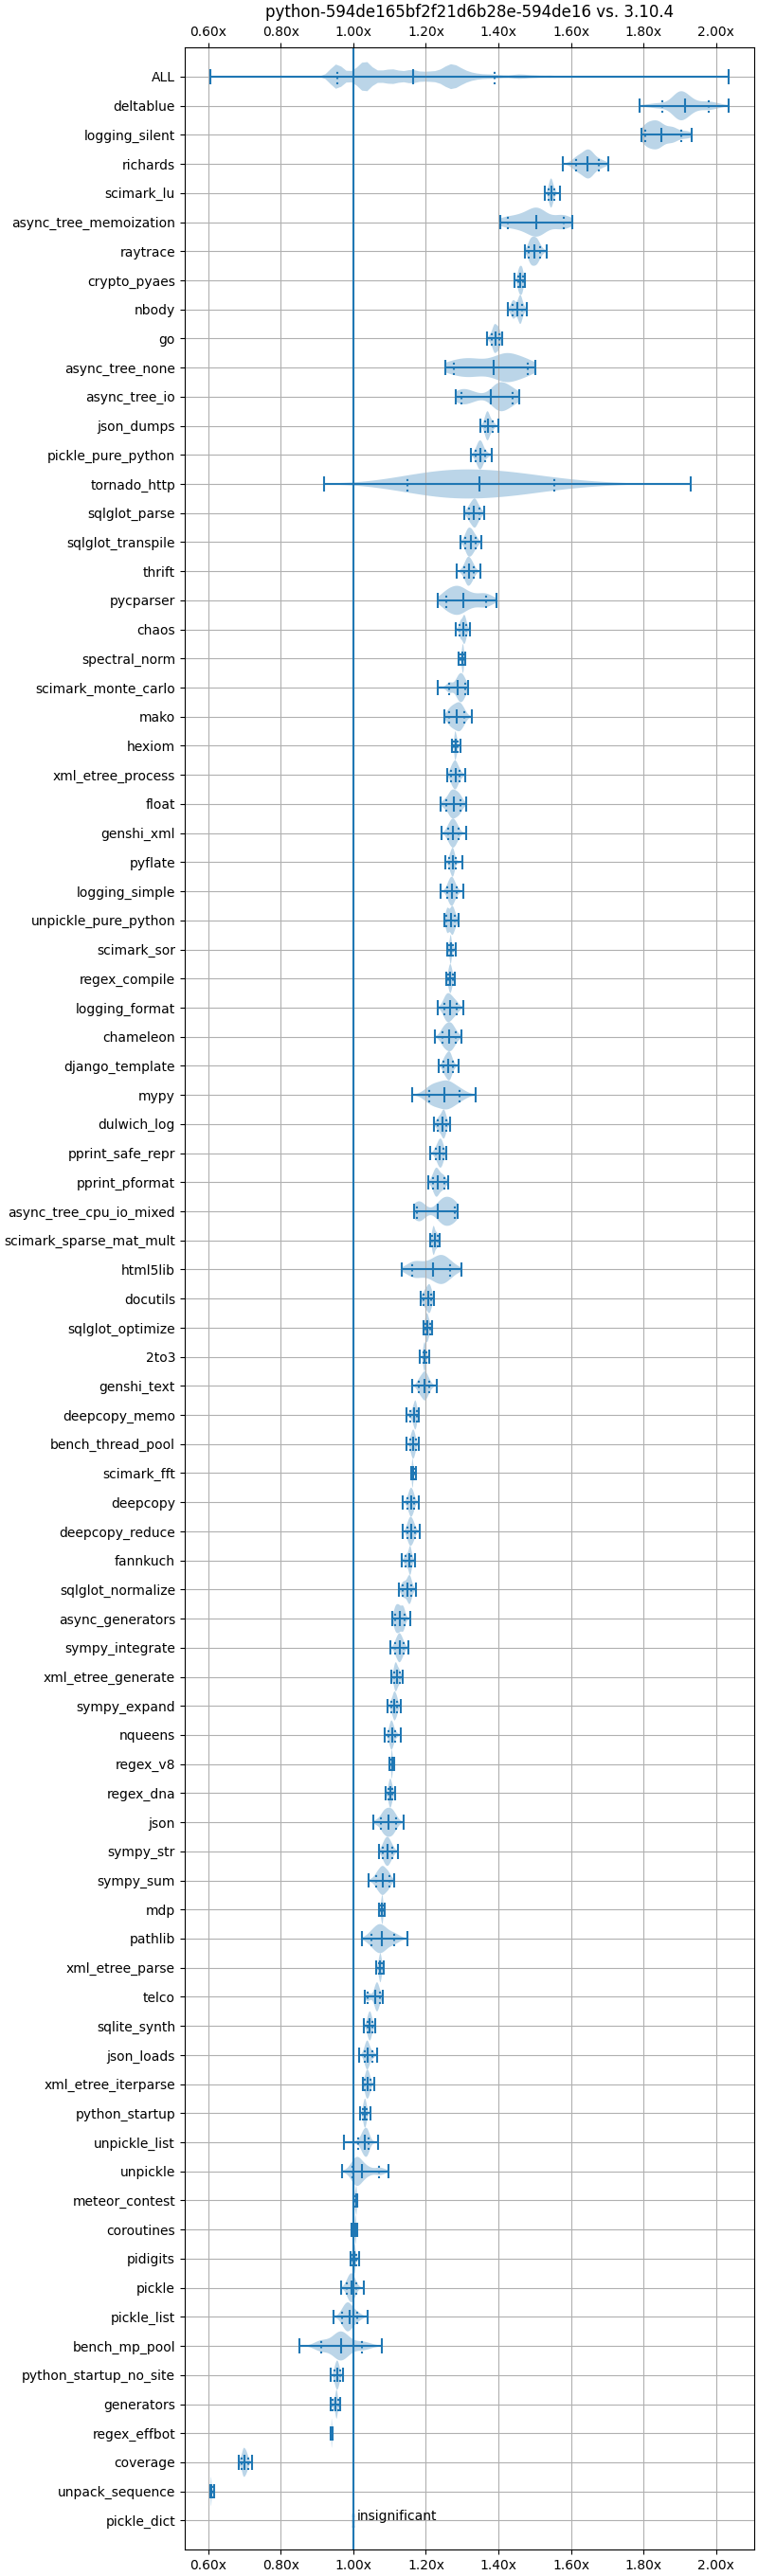 python-594de165bf2f21d6b28e-594de16 vs. 3.10.4
0.60x 0.80x 1.00x 1.20x 1.40x 1.60x 1.80x 2.00x
ALL
deltablue
logging_silent
richards
scimark_lu
async_tree_memoization
raytrace
crypto_pyaes
nbody
go
async_tree_none
async_tree_io
json_dumps
pickle_pure_python
tornado_http
sqlglot_parse
sqlglot_transpile
thrift
pycparser
chaos
spectral_norm
scimark_monte_carlo
mako
hexiom
xml_etree_process
float
genshi_xml
pyflate
logging_simple
unpickle_pure_python
scimark_sor
regex_compile
logging_format
chameleon
django_template
mypy
dulwich_log
pprint_safe_repr
pprint_pformat
async_tree_cpu_io_mixed
scimark_sparse_mat_mult
html5lib
docutils
sqlglot_optimize
2to3
genshi_text
deepcopy_memo
bench_thread_pool
scimark_fft
deepcopy
deepcopy_reduce
fannkuch
sqlglot_normalize
async_generators
sympy_integrate
xml_etree_generate
sympy_expand
nqueens
regex_v8
regex_dna
json
sympy_str
sympy_sum
mdp
pathlib
xml_etree_parse
telco
sqlite_synth
json_loads
xml_etree_iterparse
python_startup
unpickle_list
unpickle
meteor_contest
coroutines
pidigits
pickle
pickle_list
bench_mp_pool
python_startup_no_site
generators
regex_effbot
coverage
unpack_sequence
pickle_dict insignificant
0.60x 0.80x 1.00x 1.20x 1.40x 1.60x 1.80x 2.00x